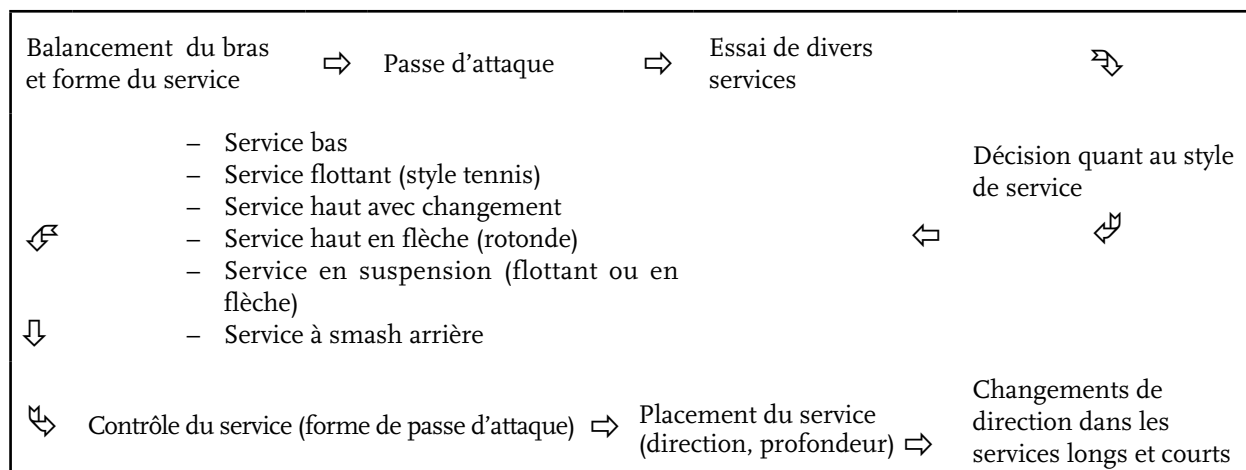 Balancement du bras
et forme du service
⇨
Passe d’attaque
⇨
Essai de divers
services
Décision quant au style
de service
⇦
– Service bas
– Service flottant (style tennis)
– Service haut avec changement
– Service haut en flèche (rotonde)
– Service en suspension (flottant ou en
flèche)
– Service à smash arrière
⇩
Contrôle du service (forme de passe d’attaque) ⇨
Placement du service
(direction, profondeur) ⇨
Changements de
direction dans les
services longs et courts